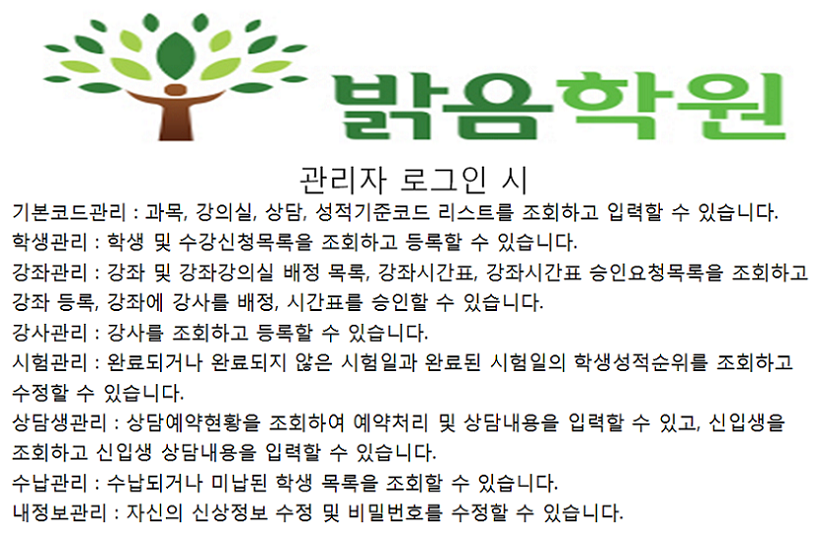 밝음학원
관리자 로그인 시
기본코드관리 : 과목, 강의실, 상담, 성적기준코드 리스트를 조회하고 입력할 수 있습니다.
학생관리 : 학생 및 수강신청목록을 조회하고 등록할 수 있습니다.
강좌관리 : 강좌 및 강좌강의실 배정 목록, 강좌시간표, 강좌시간표 승인요청목록을 조회하고
강좌 등록, 강좌에 강사를 배정, 시간표를 승인할 수 있습니다.
강사관리 : 강사를 조회하고 등록할 수 있습니다.
시험관리 : 완료되거나 완료되지 않은 시험일과 완료된 시험일의 학생성적순위를 조회하고
수정할 수 있습니다.
상담생관리 : 상담예약현황을 조회하여 예약처리 및 상담내용을 입력할 수 있고, 신입생을
조회하고 신입생 상담내용을 입력할 수 있습니다.
수납관리 : 수납되거나 미납된 학생 목록을 조회할 수 있습니다.
내정보관리 : 자신의 신상정보 수정 및 비밀번호를 수정할 수 있습니다.